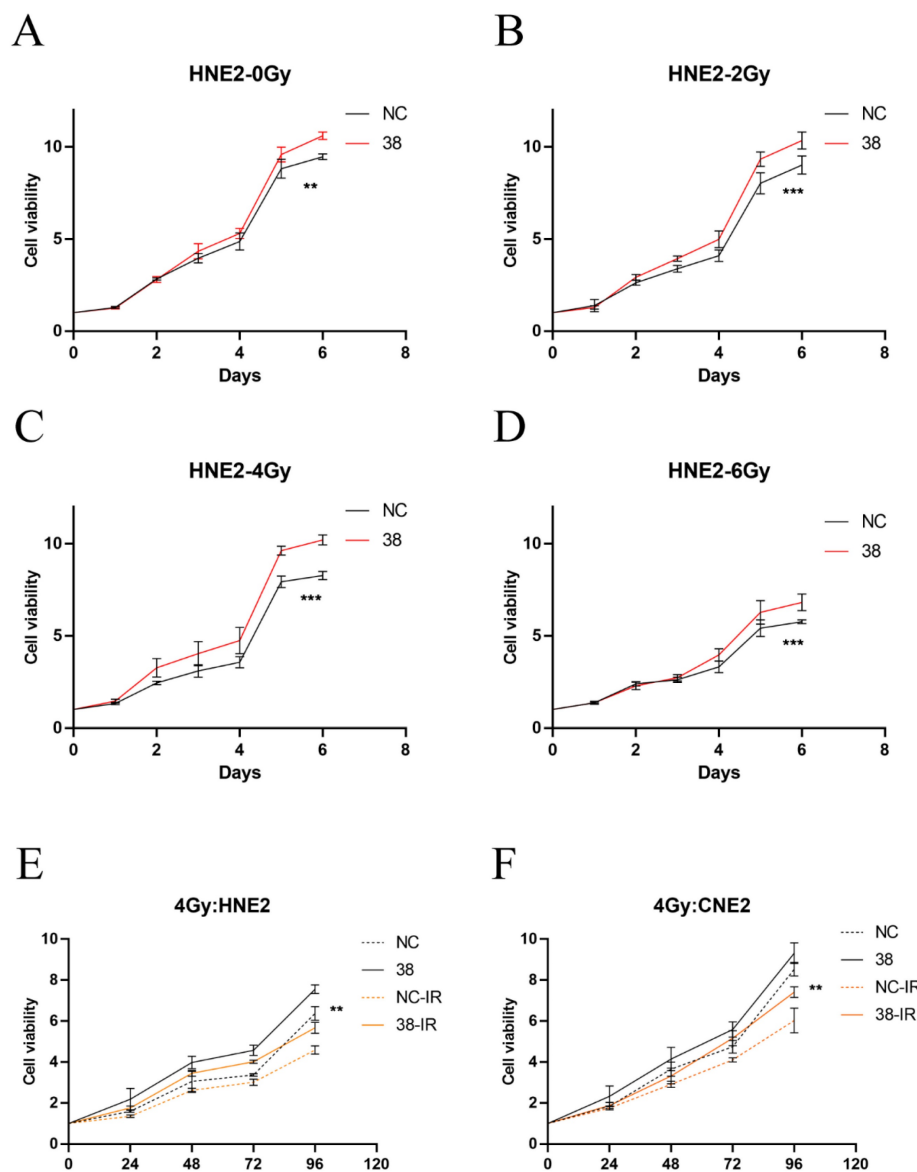 A
HNE2-0Gy
NC
38
Cell viability
10
5
0
**
0 2 4 6 8
Days
B
HNE2-2Gy
NC
38
Cell viability
10
5
0
***
0 2 4 6 8
Days
C
HNE2-4Gy
NC
38
Cell viability
10
5
0
***
0 2 4 6 8
Days
D
HNE2-6Gy
NC
38
Cell viability
10
5
0
***
0 2 4 6 8
Days
E
4Gy:HNE2
NC
38
NC-IR
38-IR
Cell viability
10
8
6
4
2
0
**
0 24 48 72 96 120
F
4Gy:CNE2
NC
38
NC-IR
38-IR
Cell viability
10
8
6
4
2
0
**
0 24 48 72 96 120